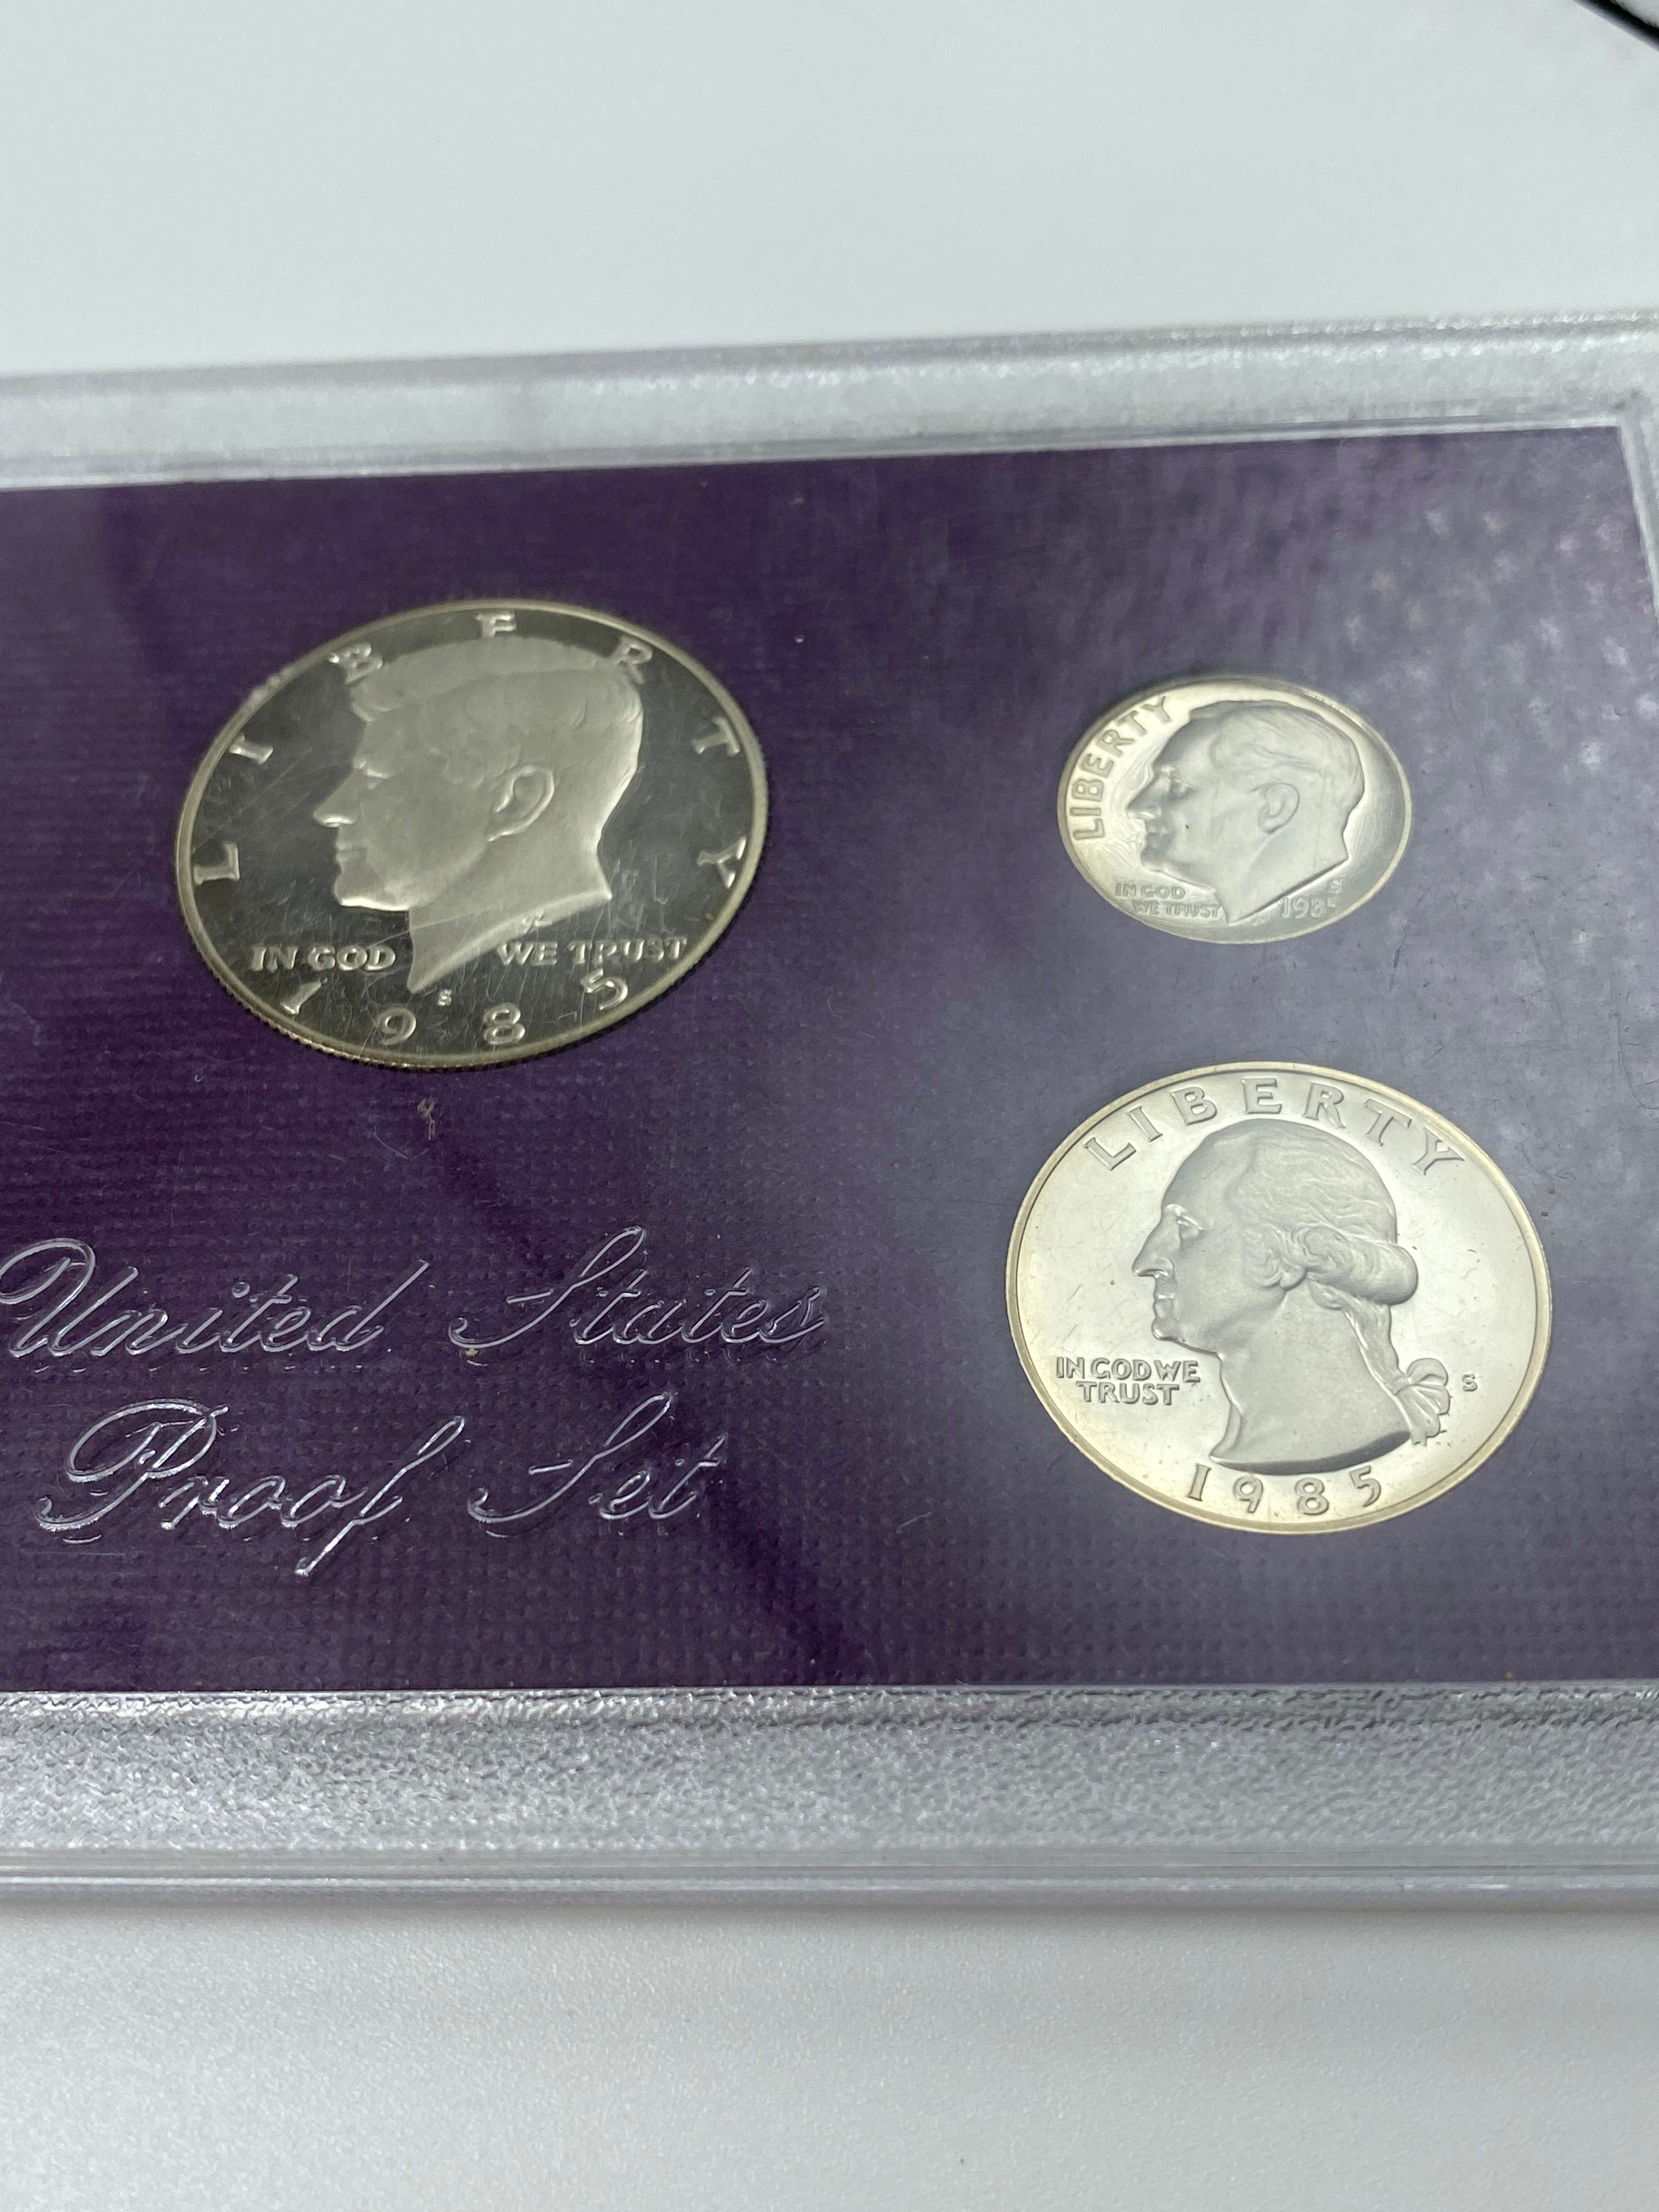 LIBERTY
IN GOD WE TRUST
S
1985
LIBERTY
IN GOD
WE TRUST
S
1985
United States
Proof Set
LIBERTY
IN GOD WE
TRUST
S
1985